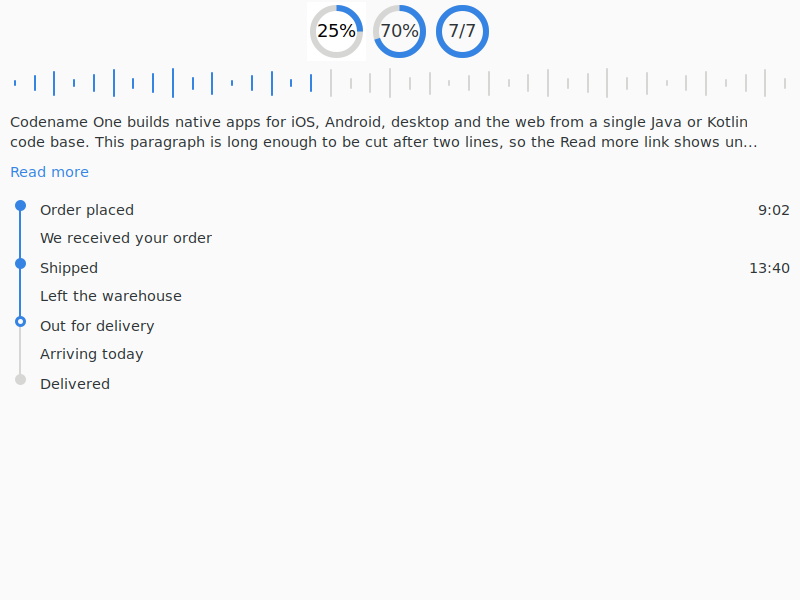 25% 70% 7/7
Codename One builds native apps for iOS, Android, desktop and the web from a single Java or Kotlin
code base. This paragraph is long enough to be cut after two lines, so the Read more link shows un...
Read more
Order placed 9:02
We received your order
Shipped 13:40
Left the warehouse
Out for delivery
Arriving today
Delivered